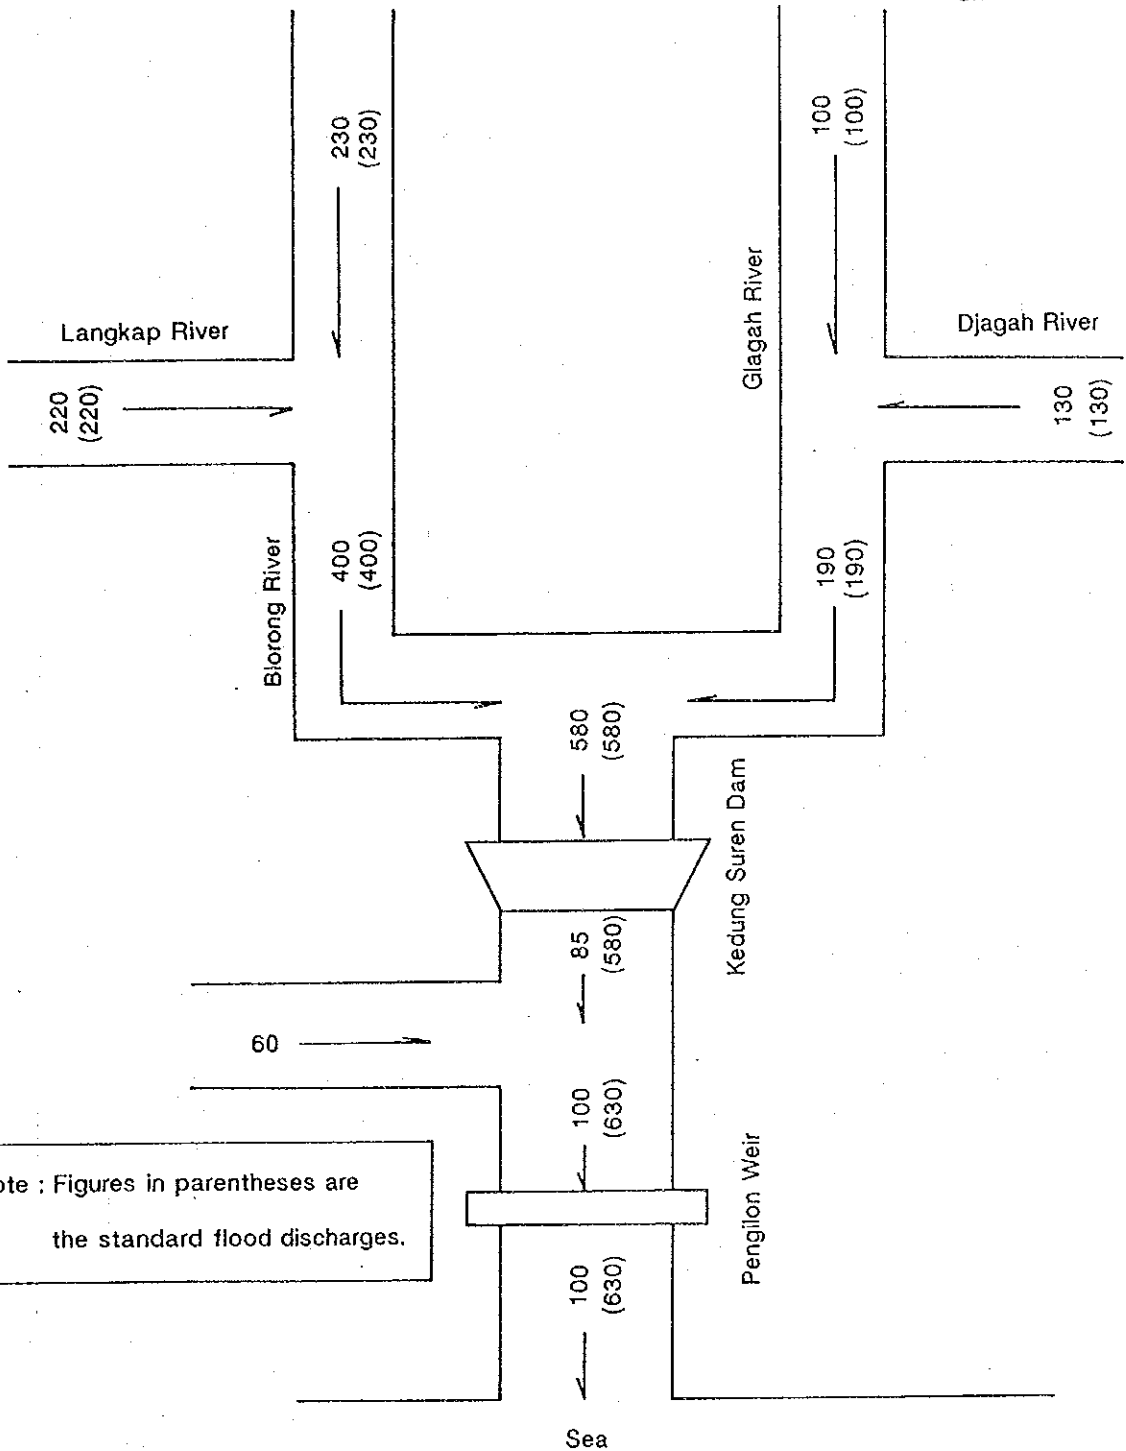 230
(230)
100
(100)
Langkap River
Glagah River
Djagah River
220
(220)
130
(130)
Blorong River
400
(400)
190
(190)
580
(580)
Kedung Suren Dam
85
(580)
60
100
(630)
Pengilon Weir
ote : Figures in parentheses are
the standard flood discharges.
100
(630)
Sea